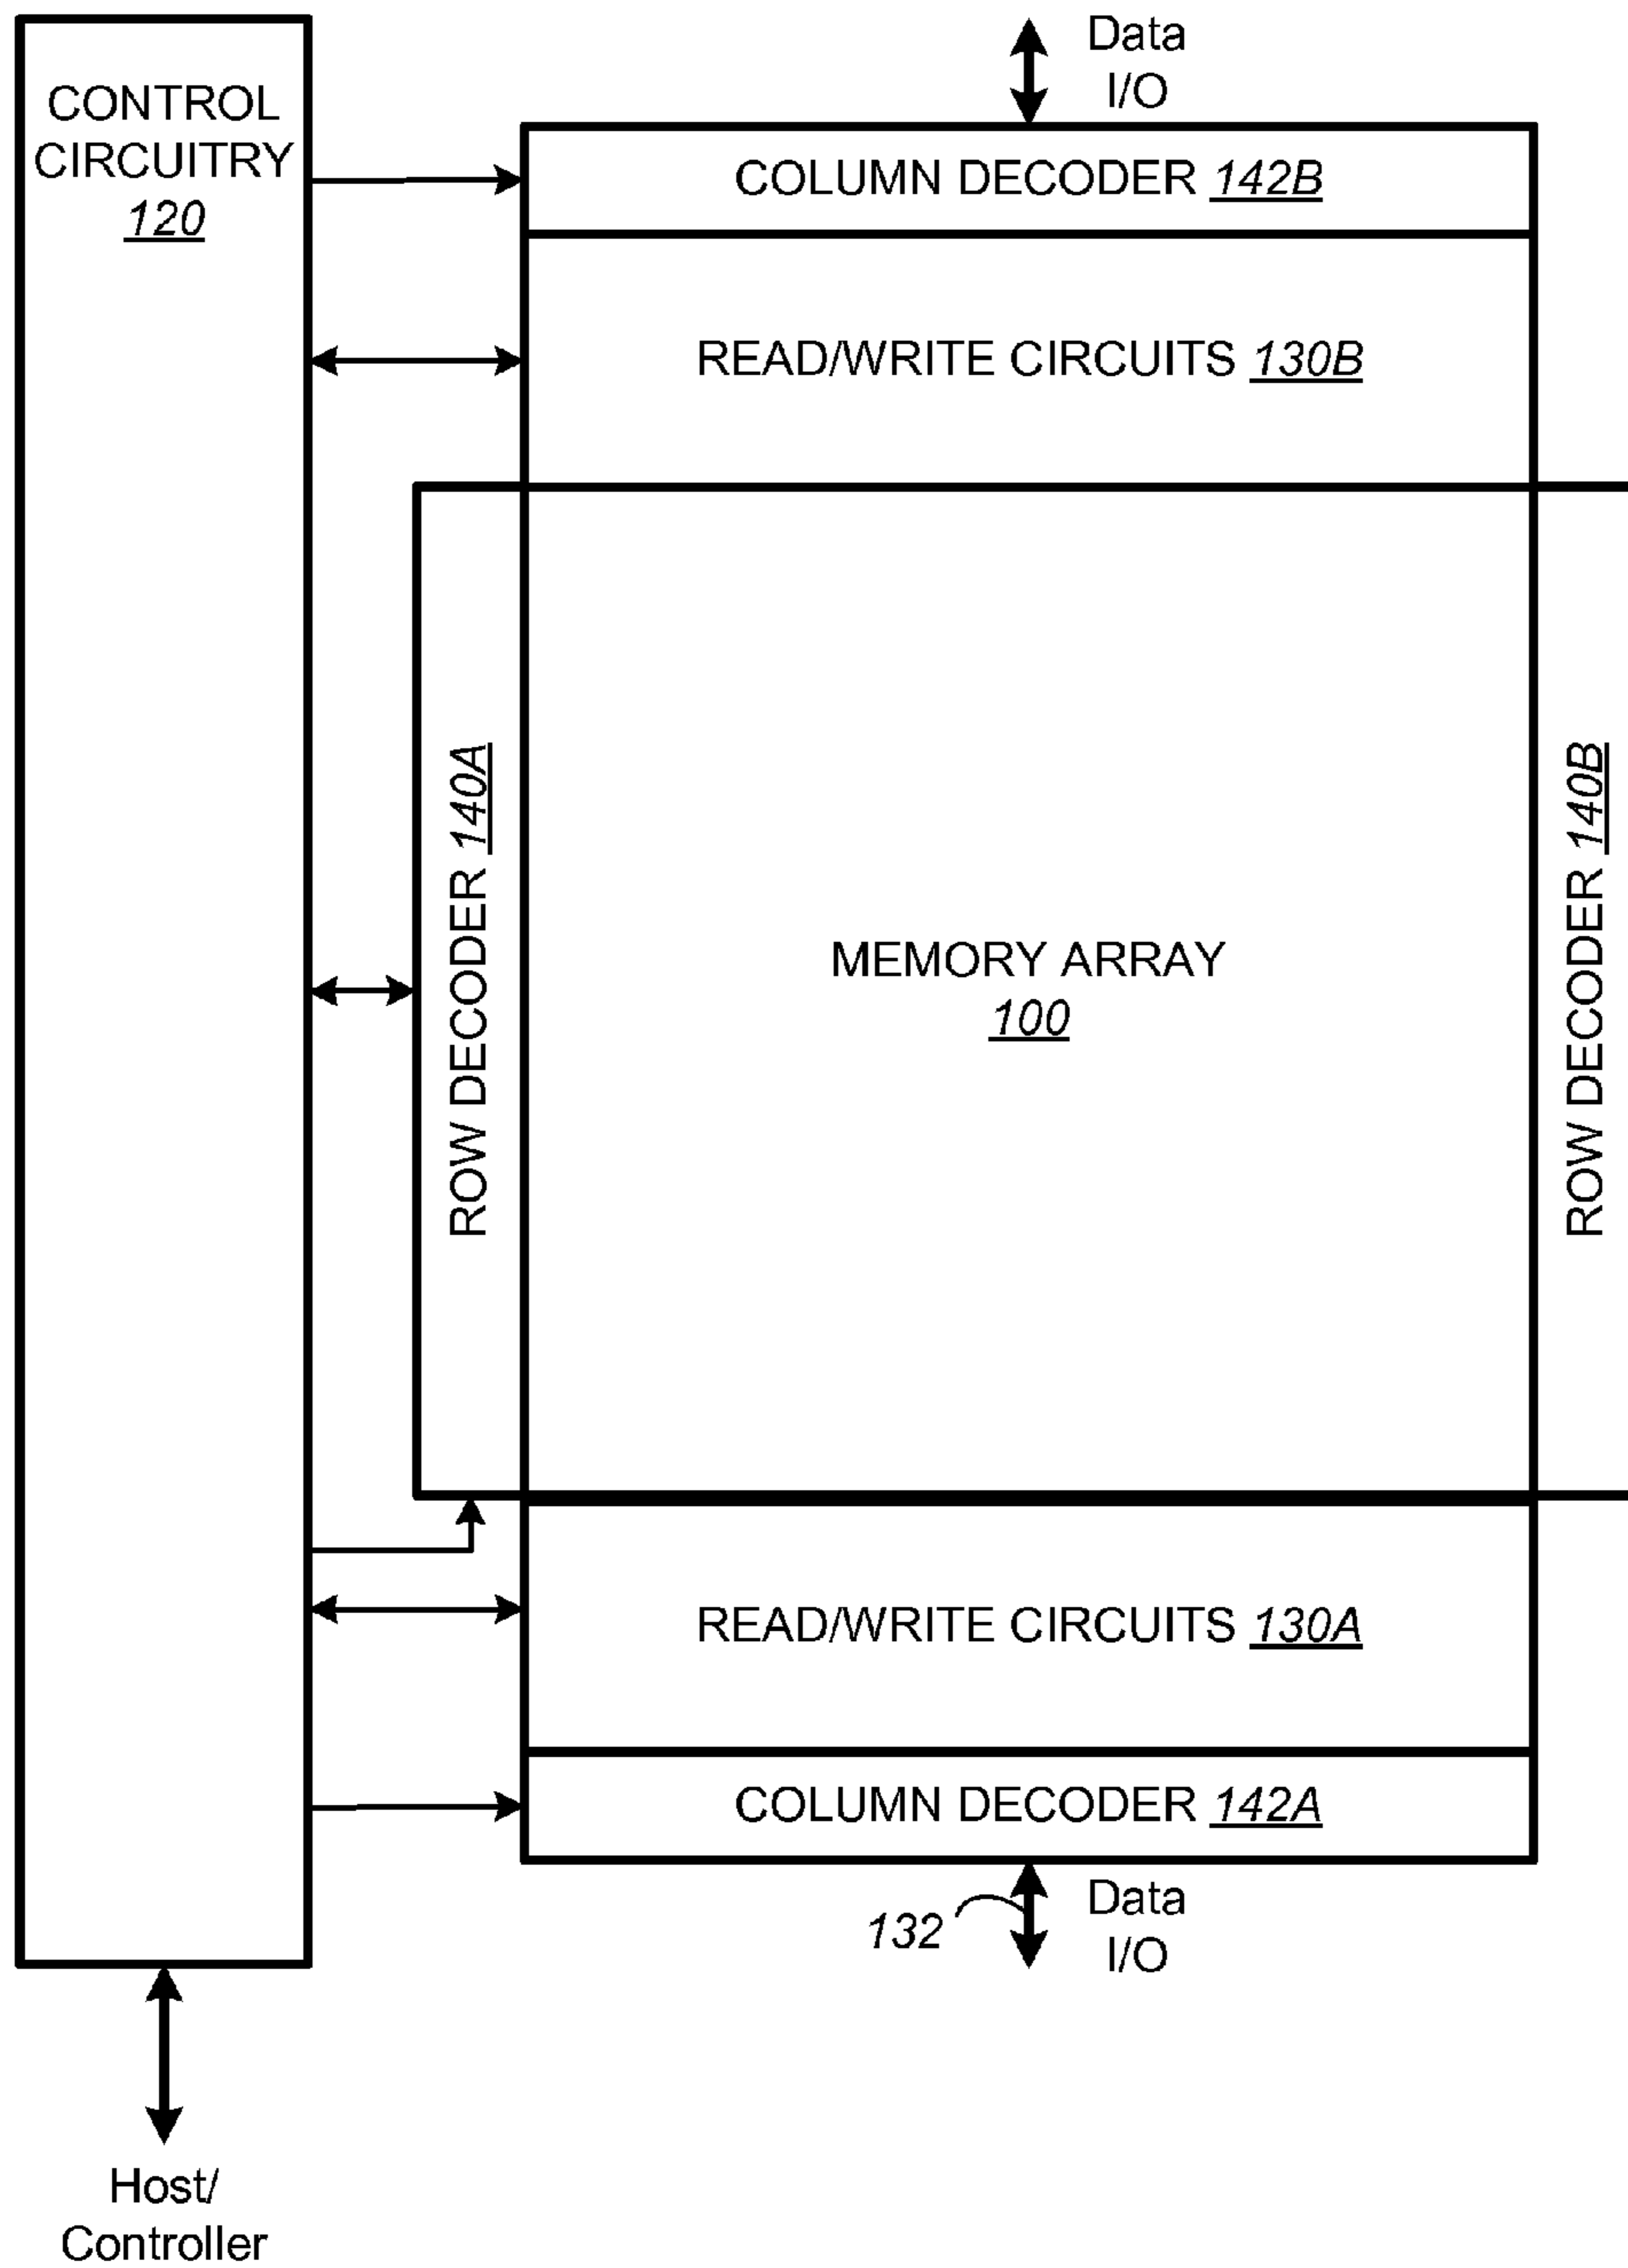 Data
I/O
CONTROL
CIRCUITRY
120
COLUMN DECODER 142B
READ/WRITE CIRCUITS 130B
ROW DECODER 140A
MEMORY ARRAY
100
ROW DECODER 140B
READ/WRITE CIRCUITS 130A
COLUMN DECODER 142A
132
Data
I/O
Host/
Controller